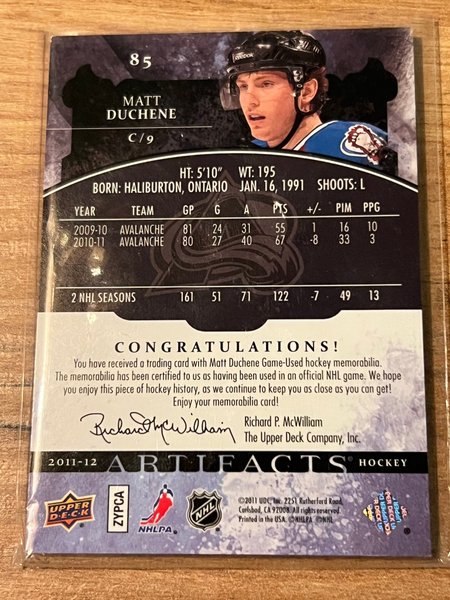 85
MATT
DUCHENE
C/9
HT: 5'10" WT: 195
BORN: HALIBURTON, ONTARIO JAN. 16, 1991 SHOOTS: L
YEAR TEAM GP G A PTS +/- PIM PPG
2009-10 AVALANCHE 81 24 31 55 1 16 10
2010-11 AVALANCHE 80 27 40 67 -8 33 3
2 NHL SEASONS 161 51 71 122 -7 49 13
CONGRATULATIONS!
You have received a trading card with Matt Duchene Game-Used hockey memorabilia.
The memorabilia has been certified to us as having been used in an official NHL game. We hope
you enjoy this piece of hockey history, as we continue to keep you as close as you can get!
Enjoy your memorabilia card!
Richard McWilliam
Richard P. McWilliam
The Upper Deck Company, Inc.
2011-12 ARTIFACTS HOCKEY
UPPER DECK
ZYPCA
NHLPA
NHL
©2011 UDC, Inc. 2251 Rutherford Road,
Carlsbad, CA 92008. All rights reserved.
Printed in the USA. ©NHLPA. ©NHL